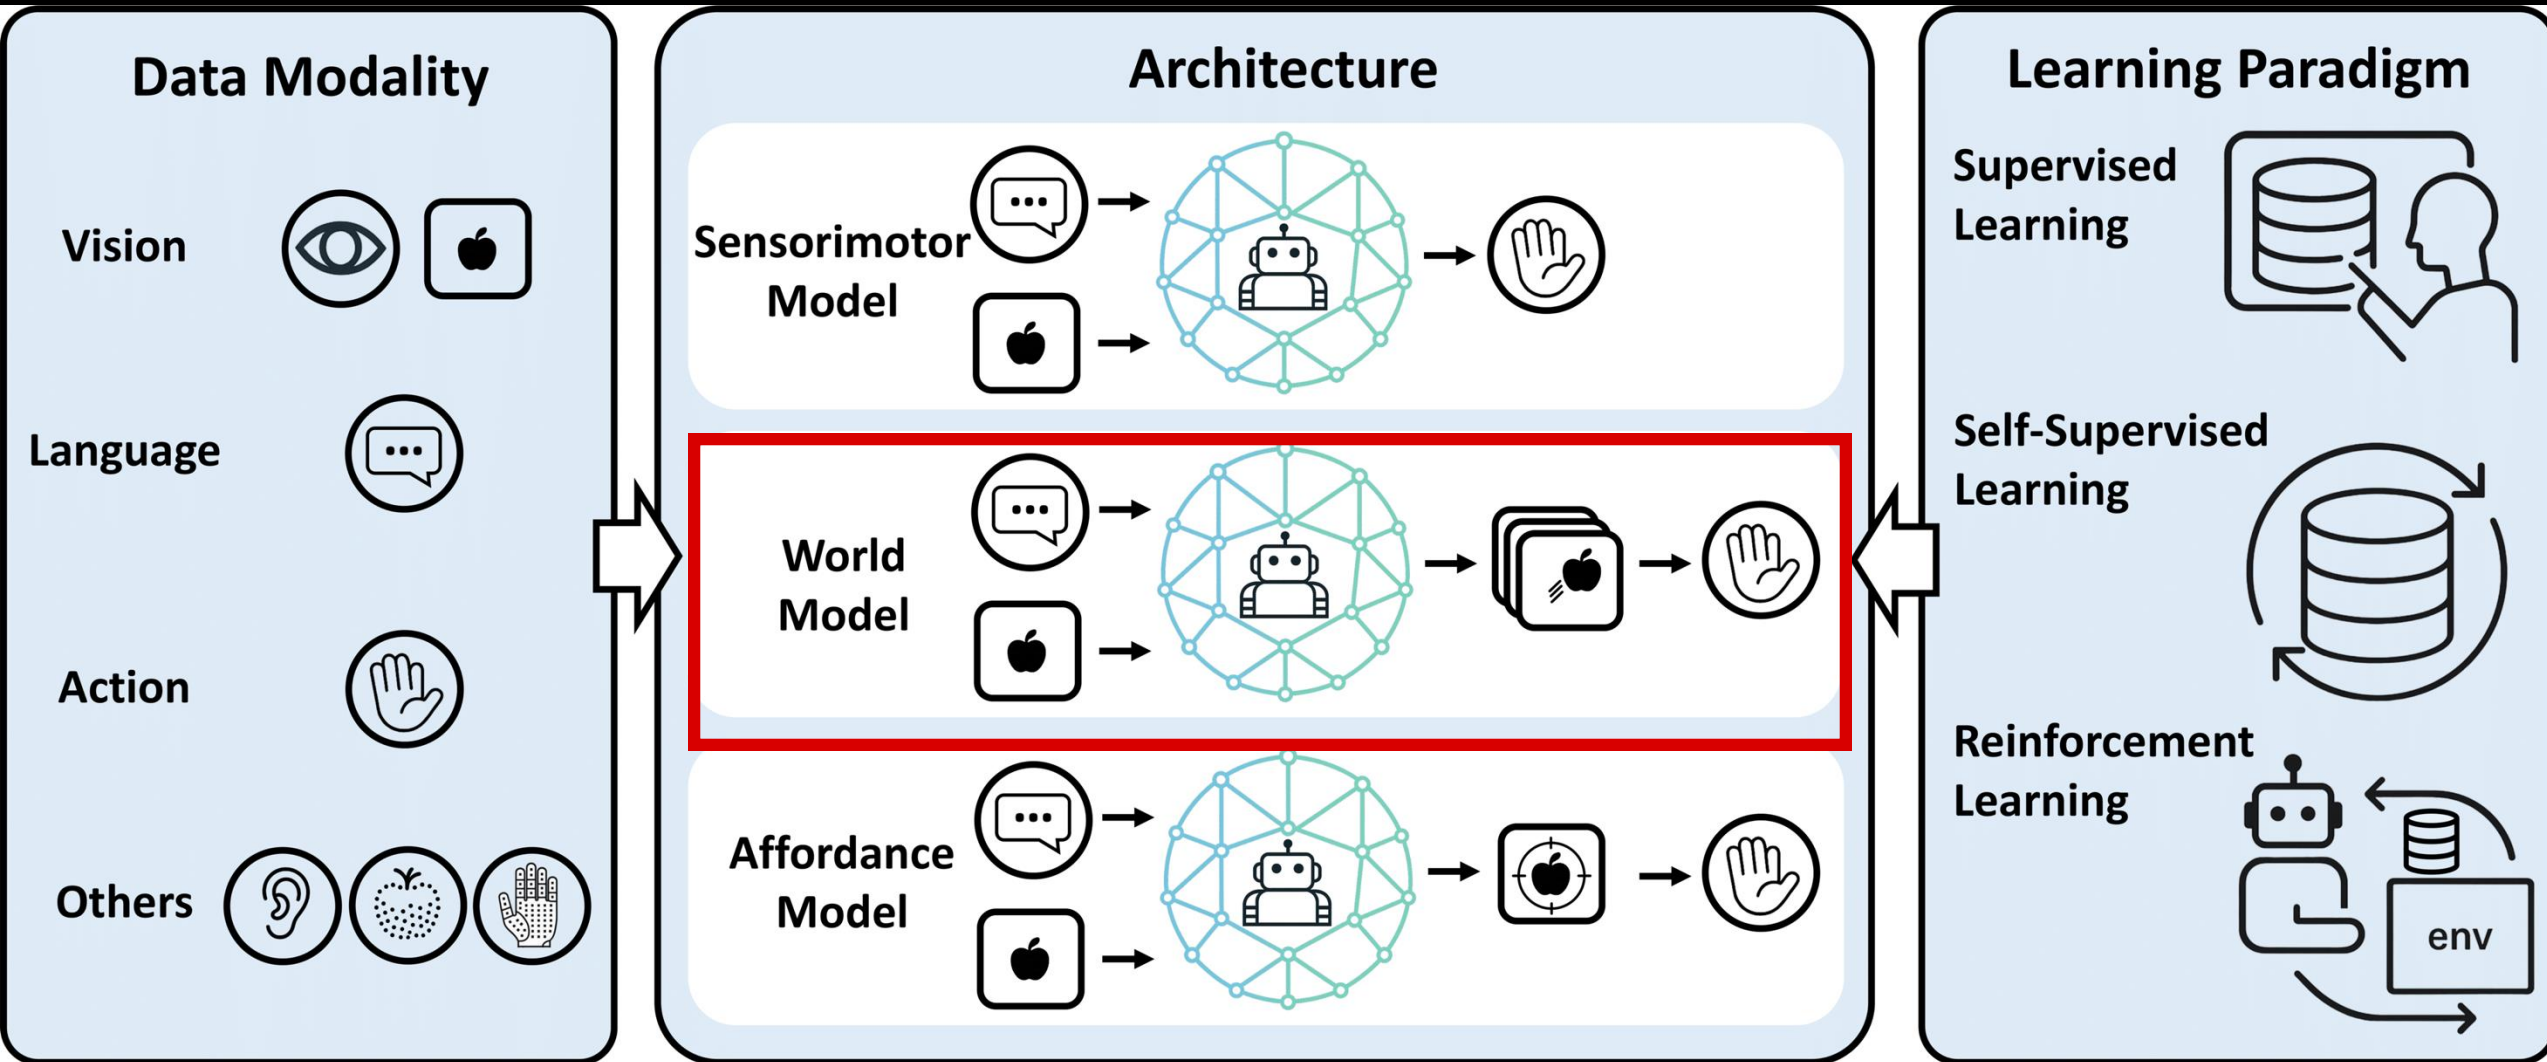 Data Modality
Vision
Language
Action
Others
Architecture
Sensorimotor
Model
World
Model
Affordance
Model
Learning Paradigm
Supervised
Learning
Self-Supervised
Learning
Reinforcement
Learning
env